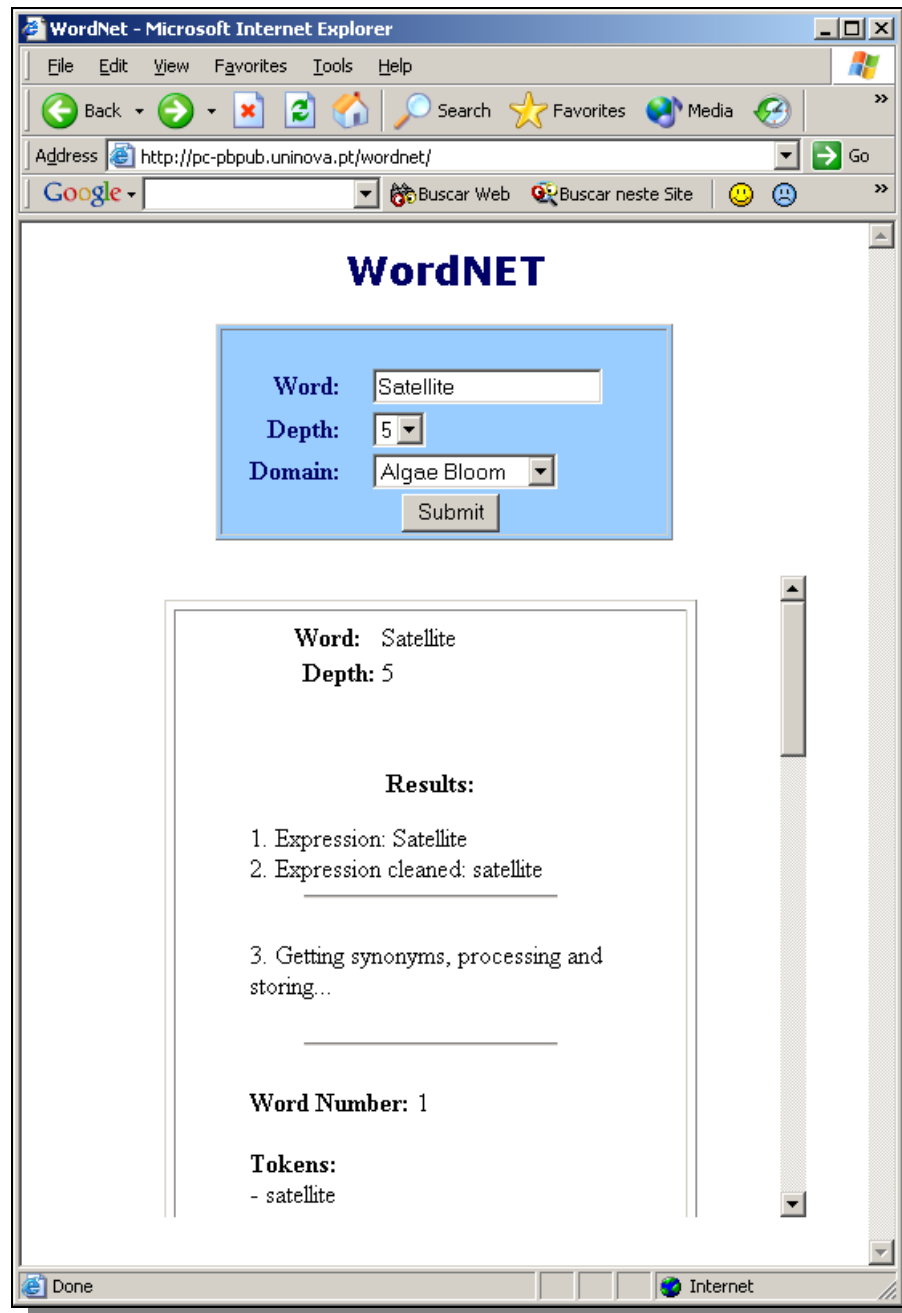 WordNet - Microsoft Internet Explorer
File Edit View Favorites Tools Help
Back Search Favorites Media »
Address http://pc-pbpub.uninova.pt/wordnet/ Go
Google Buscar Web Buscar neste Site »
WordNET
Word: Satellite
Depth: 5
Domain: Algae Bloom
Submit
Word: Satellite
Depth: 5
Results:
1. Expression: Satellite
2. Expression cleaned: satellite
3. Getting synonyms, processing and
storing...
Word Number: 1
Tokens:
- satellite
Done Internet